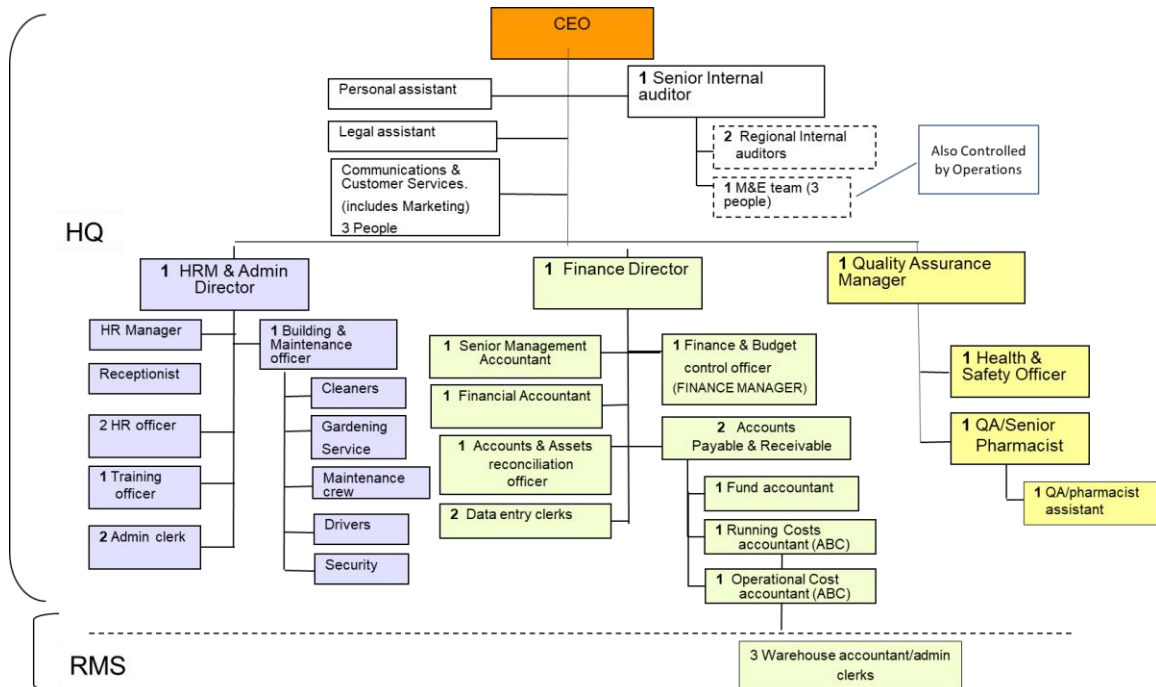 CEO
Personal assistant
1 Senior Internal
auditor
Legal assistant
2 Regional Internal
auditors
Communications &
Customer Services.
(includes Marketing)
3 People
1 M&E team (3
people)
Also Controlled
by Operations
HQ
1 HRM & Admin
Director
1 Finance Director
1 Quality Assurance
Manager
HR Manager
1 Building &
Maintenance
officer
Receptionist
Cleaners
2 HR officer
Gardening
Service
1 Training
officer
Maintenance
crew
2 Admin clerk
Drivers
Security
1 Senior Management
Accountant
1 Finance & Budget
control officer
(FINANCE MANAGER)
1 Financial Accountant
1 Accounts & Assets
reconciliation
officer
2 Accounts
Payable & Receivable
2 Data entry clerks
1 Fund accountant
1 Running Costs
accountant (ABC)
1 Operational Cost
accountant (ABC)
1 Health &
Safety Officer
1 QA/Senior
Pharmacist
1 QA/pharmacist
assistant
RMS
3 Warehouse accountant/admin
clerks